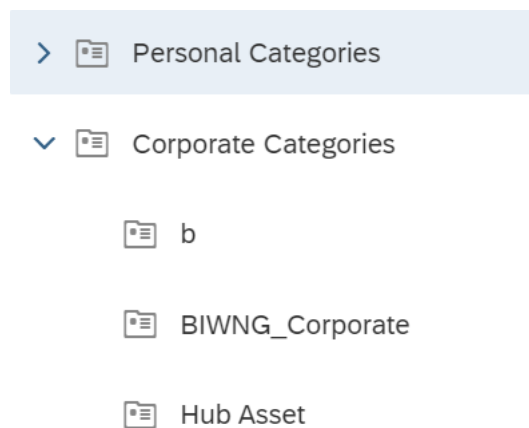 Personal Categories
Corporate Categories
b
BIWNG_Corporate
Hub Asset